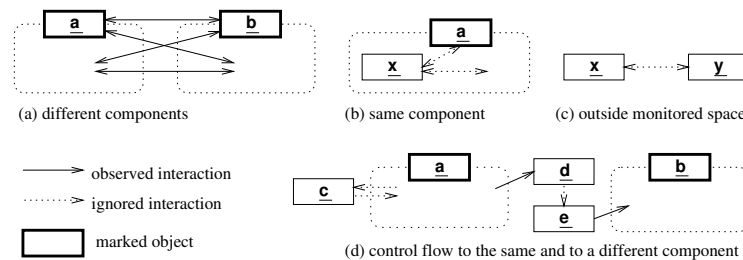 a
b
a
x
x
y
(a) different components
(b) same component
(c) outside monitored space
observed interaction
ignored interaction
marked object
c
a
d
e
b
(d) control flow to the same and to a different component